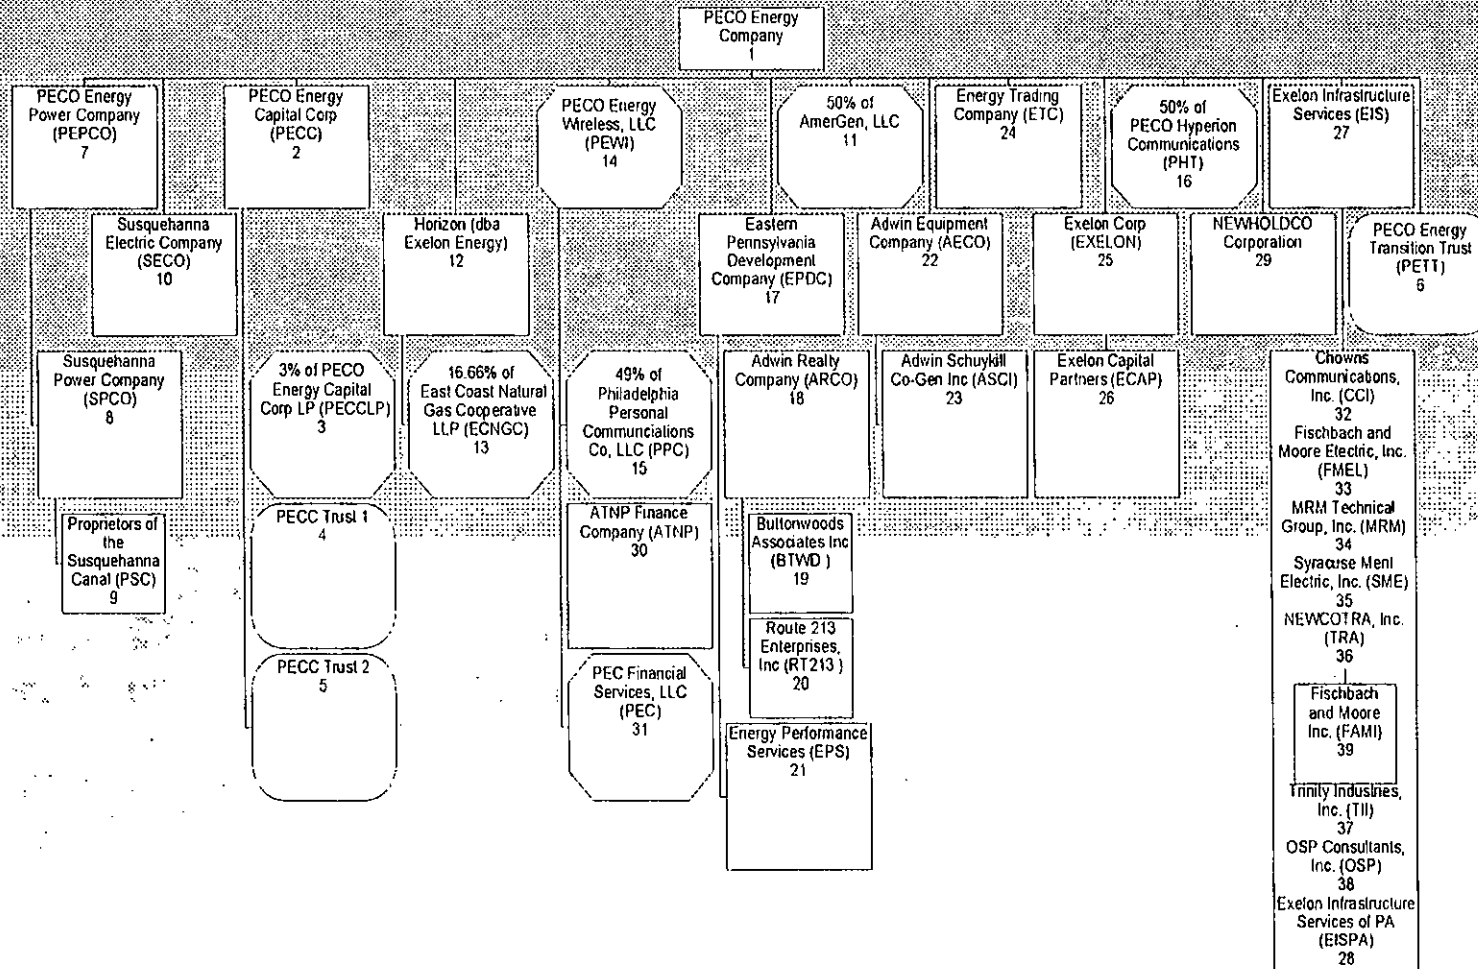 PECO Energy
Company
1
PECO Energy
Power Company
(PEPCO)
7
PECO Energy
Capital Corp
(PECC)
2
PECO Energy
Wireless, LLC
(PEWI)
14
50% of
AmerGen, LLC
11
Energy Trading
Company (ETC)
24
50% of
PECO Hyperion
Communications
(PHT)
16
Exelon Infrastructure
Services (EIS)
27
Susquehanna
Electric Company
(SECO)
10
Horizon (dba
Exelon Energy)
12
Eastern
Pennsylvania
Development
Company (EPDC)
17
Adwin Equipment
Company (AECO)
22
Exelon Corp
(EXELON)
25
NEWHOLDCO
Corporation
29
PECO Energy
Transition Trust
(PETT)
6
Susquehanna
Power Company
(SPCO)
8
3% of PECO
Energy Capital
Corp LP (PECCLP)
3
16.66% of
East Coast Natural
Gas Cooperative
LLP (ECNGC)
13
49% of
Philadelphia
Personal
Communciations
Co, LLC (PPC)
15
Adwin Realty
Company (ARCO)
18
Adwin Schuykill
Co-Gen Inc (ASCI)
23
Exelon Capital
Partners (ECAP)
26
Chowns
Communications,
Inc. (CCI)
32
Fischbach and
Moore Electric, Inc.
(FMEL)
33
MRM Technical
Group, Inc. (MRM)
34
Syracuse Merit
Electric, Inc. (SME)
35
NEWCOTRA, Inc.
(TRA)
36
Fischbach
and Moore
Inc. (FAMI)
39
Trinity Industries,
Inc. (TII)
37
OSP Consultants,
Inc. (OSP)
38
Exelon Infrastructure
Services of PA
(EISPA)
28
Proprietors of
the
Susquehanna
Canal (PSC)
9
PECC Trust 1
4
ATNP Finance
Company (ATNP)
30
Buttonwoods
Associates Inc
(BTWD )
19
Route 213
Enterprises,
Inc (RT213 )
20
PECC Trust 2
5
PEC Financial
Services, LLC
(PEC)
31
Energy Performance
Services (EPS)
21